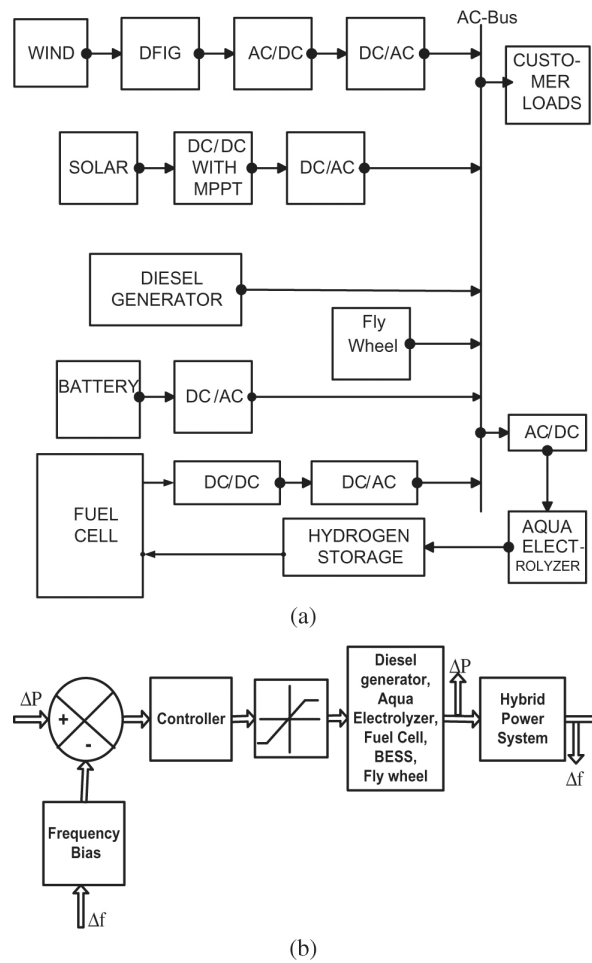 AC-Bus
WIND
DFIG
AC/DC
DC/AC
CUSTO-
MER
LOADS
SOLAR
DC/DC
WITH
MPPT
DC/AC
DIESEL
GENERATOR
Fly
Wheel
BATTERY
DC/AC
AC/DC
FUEL
CELL
DC/DC
DC/AC
HYDROGEN
STORAGE
AQUA
ELECT-
ROLYZER
(a)
ΔP
+
-
Controller
Diesel
generator,
Aqua
Electrolyzer,
Fuel Cell,
BESS,
Fly wheel
ΔP
Hybrid
Power
System
Δf
Frequency
Bias
Δf
(b)